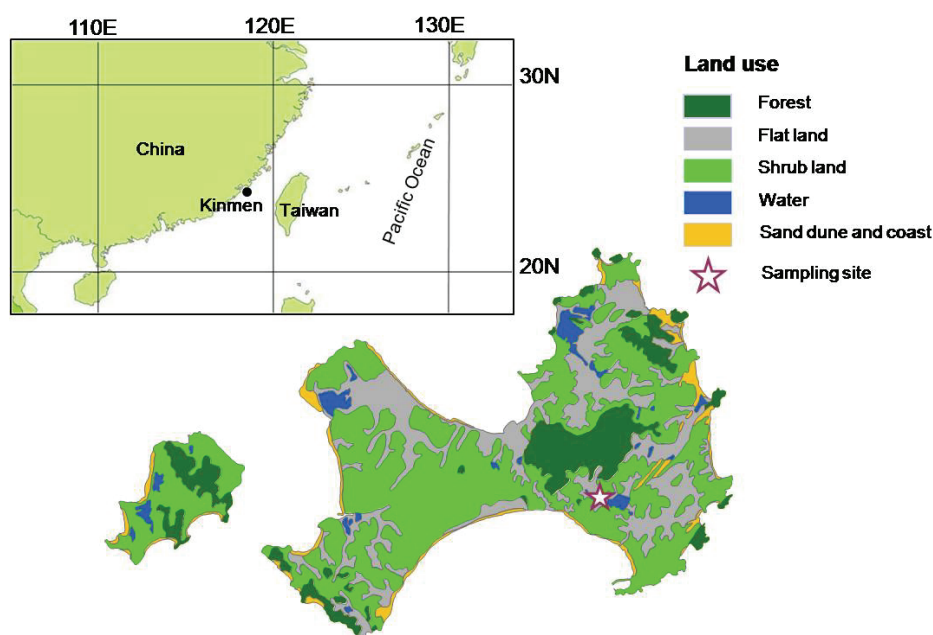 110E
120E
130E
30N
20N
China
Kinmen
Taiwan
Pacific Ocean
Land use
Forest
Flat land
Shrub land
Water
Sand dune and coast
Sampling site